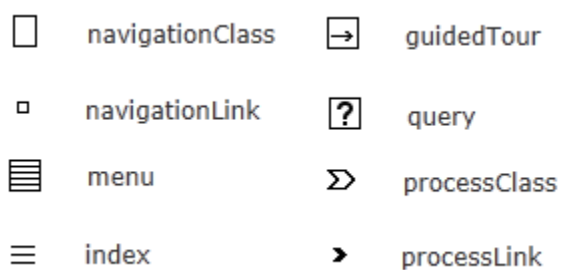 navigationClass
guidedTour
navigationLink
? query
menu
processClass
index
processLink